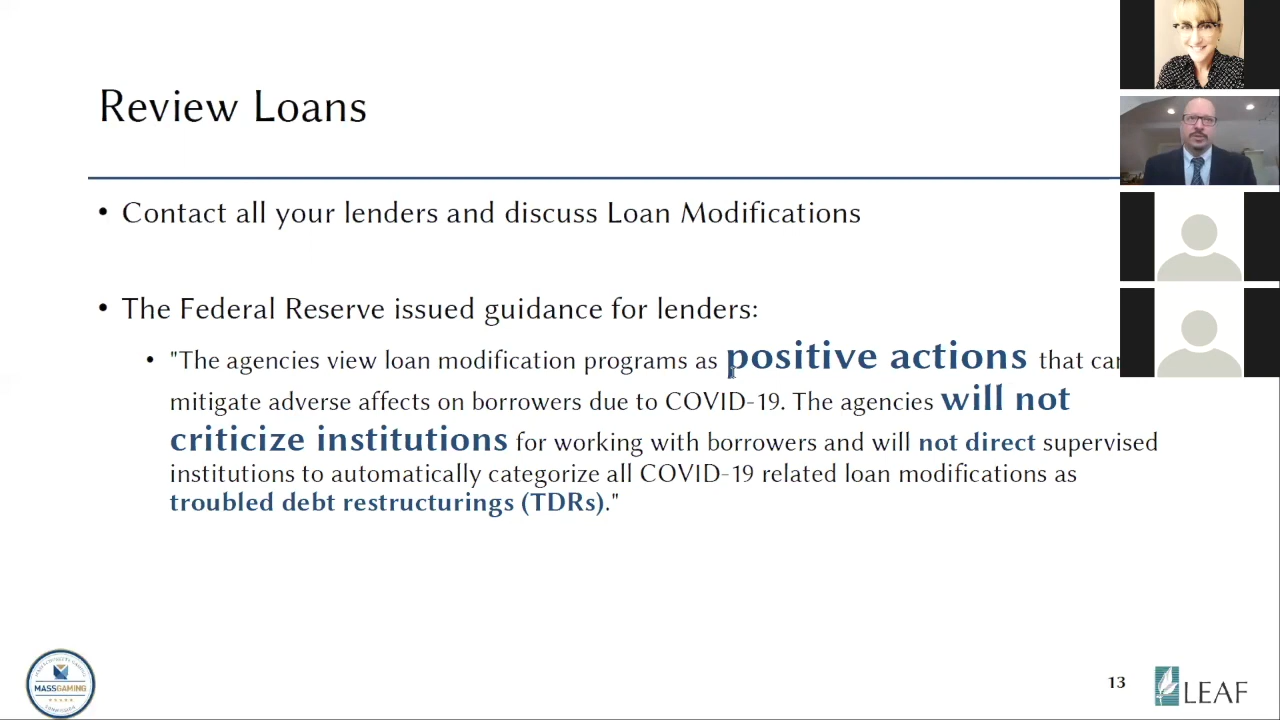 Review Loans
• Contact all your lenders and discuss Loan Modifications
• The Federal Reserve issued guidance for lenders:
• "The agencies view loan modification programs as positive actions that can
mitigate adverse affects on borrowers due to COVID-19. The agencies will not
criticize institutions for working with borrowers and will not direct supervised
institutions to automatically categorize all COVID-19 related loan modifications as
troubled debt restructurings (TDRs)."
MASSGAMING
13
LEAF